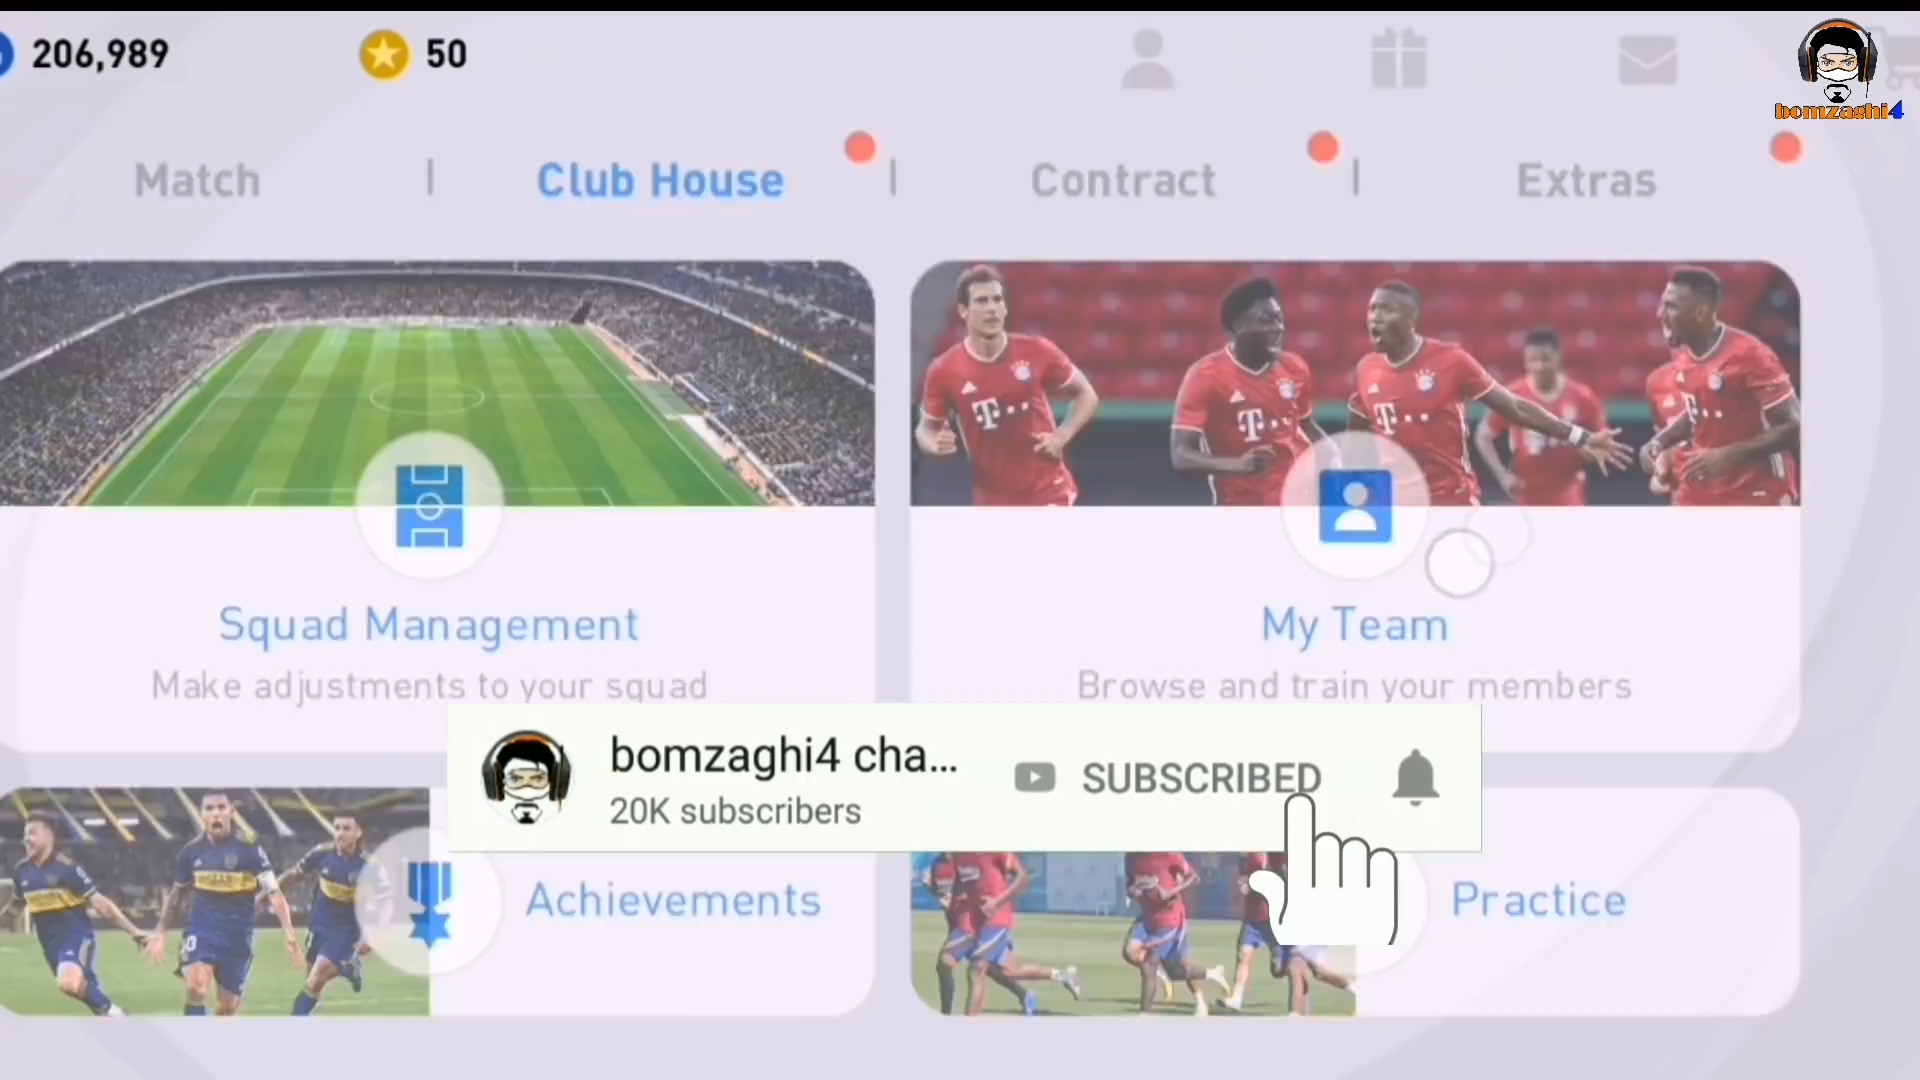 206,989
50
bomzaghi4
Match
Club House
Contract
Extras
Squad Management
Make adjustments to your squad
My Team
Browse and train your members
bomzaghi4 cha...
20K subscribers
SUBSCRIBED
Achievements
Practice